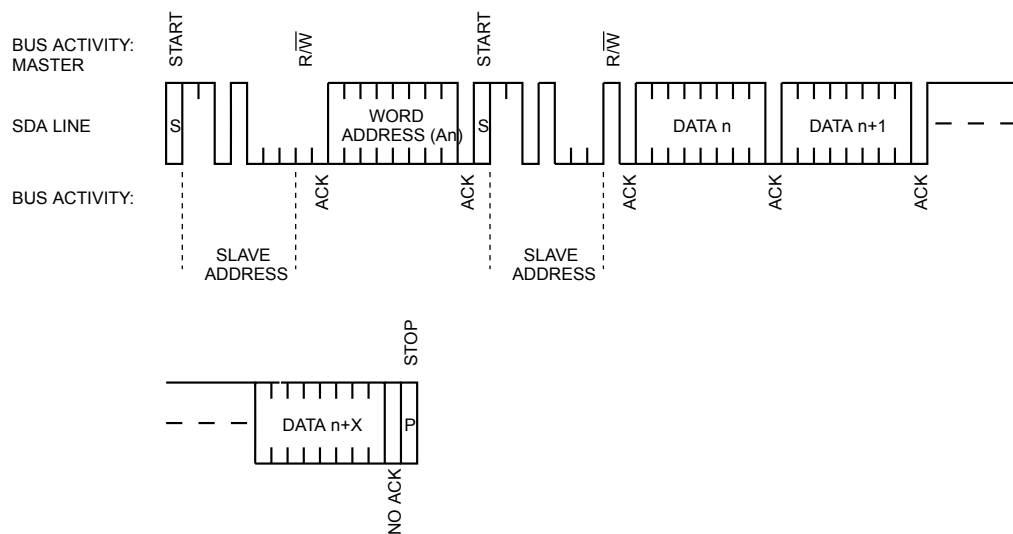 BUS ACTIVITY:
MASTER
START
R/W
START
R/W
SDA LINE
S
WORD
ADDRESS (An)
S
DATA n
DATA n+1
BUS ACTIVITY:
ACK
ACK
ACK
ACK
ACK
SLAVE
ADDRESS
SLAVE
ADDRESS
STOP
DATA n+X
P
NO ACK